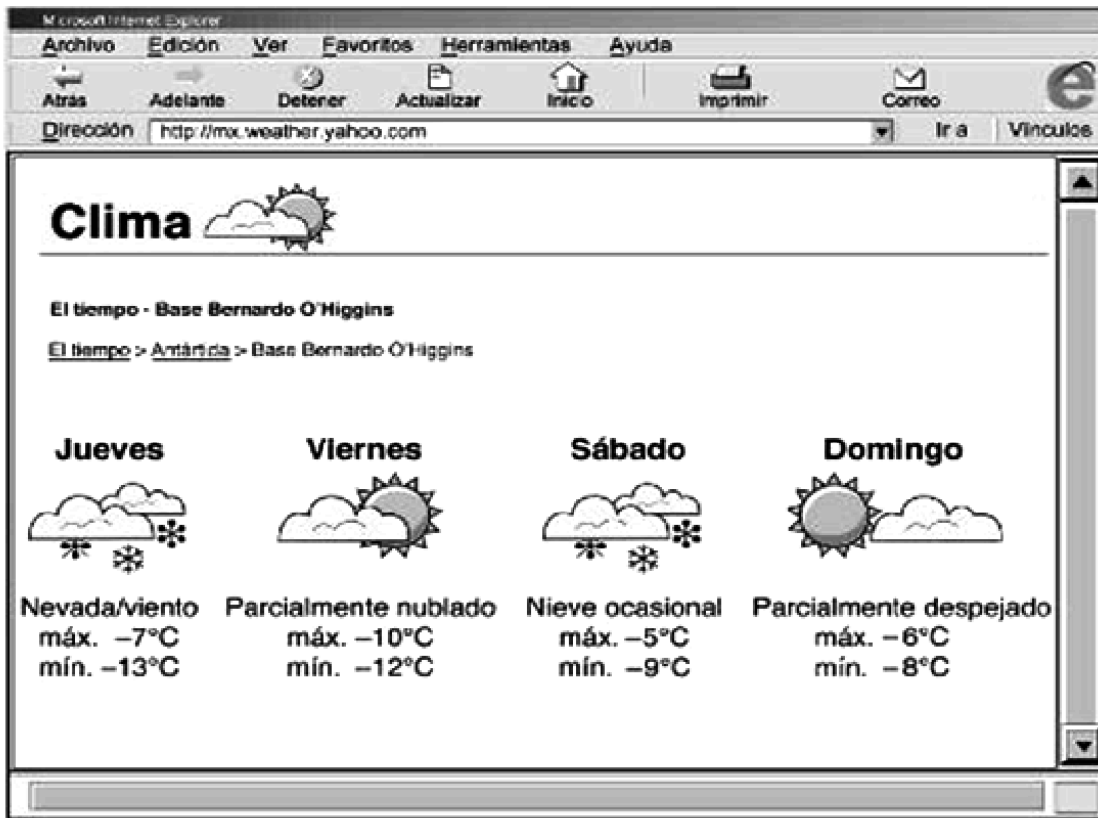 Microsoft Internet Explorer
Archivo Edición Ver Favoritos Herramientas Ayuda
Atrás Adelante Detener Actualizar Inicio Imprimir Correo
Dirección http://mx.weather.yahoo.com Ir a Vínculos
Clima
El tiempo - Base Bernardo O'Higgins
El tiempo > Antártida > Base Bernardo O'Higgins
Jueves Viernes Sábado Domingo
Nevada/viento Parcialmente nublado Nieve ocasional Parcialmente despejado
máx. –7°C máx. –10°C máx. –5°C máx. –6°C
mín. –13°C mín. –12°C mín. –9°C mín. –8°C